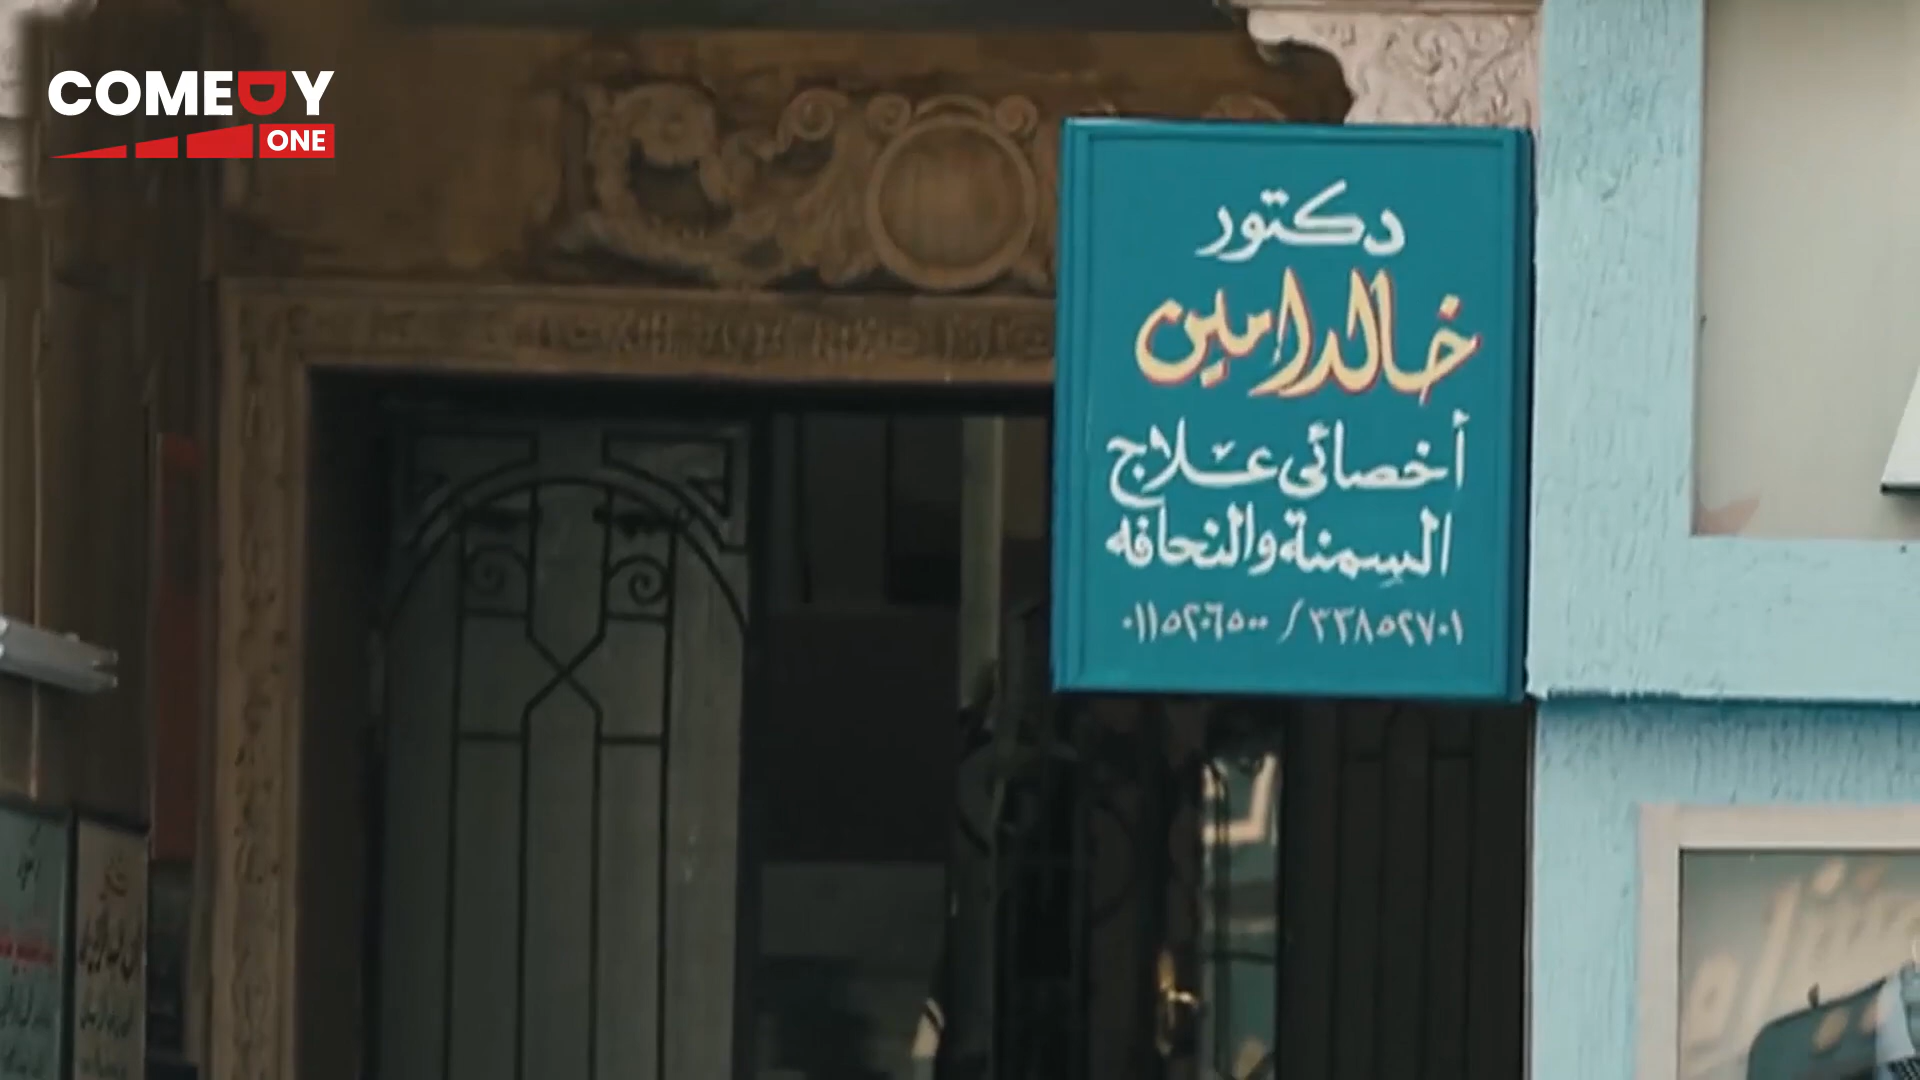 COMEDY
ONE
دكتور
خالد امين
أخصائى علاج
السمنة والنحافه
٣٣٨٥٢٧٠١ / ٠١١٥٢٠٦٥٠٠